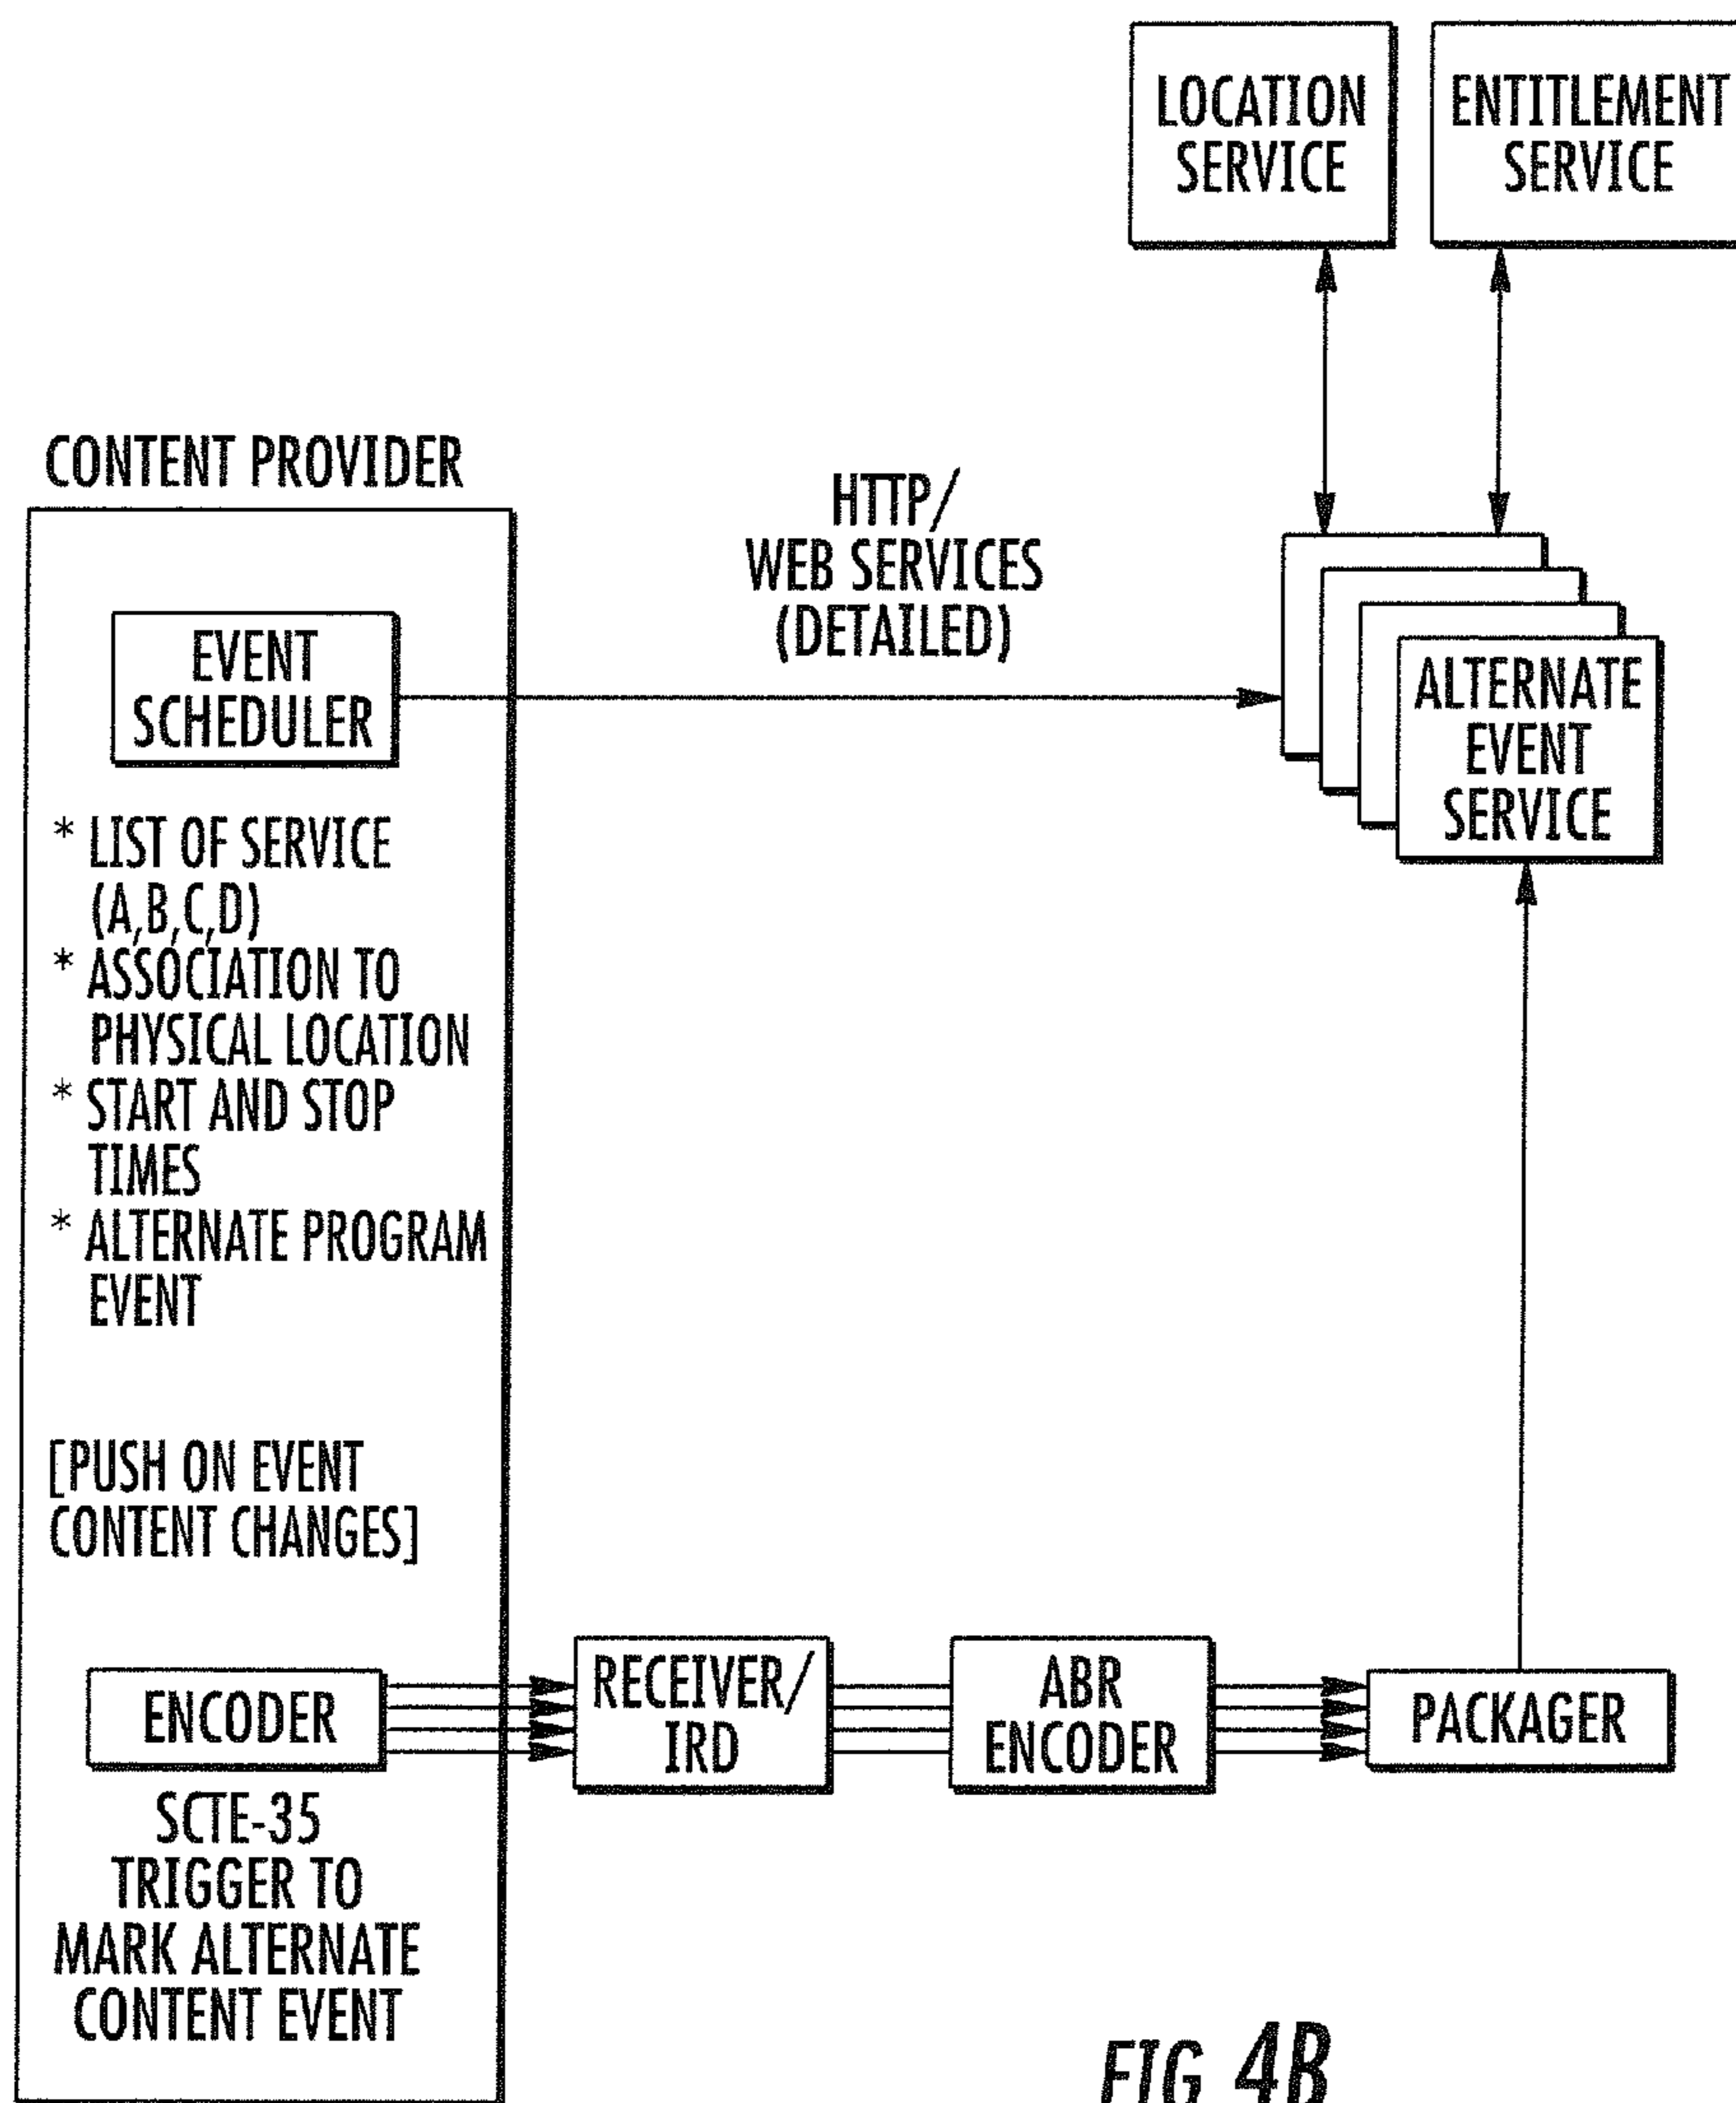 LOCATION
SERVICE
ENTITLEMENT
SERVICE
CONTENT PROVIDER
HTTP/
WEB SERVICES
(DETAILED)
EVENT
SCHEDULER
ALTERNATE
EVENT
SERVICE
* LIST OF SERVICE
(A,B,C,D)
* ASSOCIATION TO
PHYSICAL LOCATION
* START AND STOP
TIMES
* ALTERNATE PROGRAM
EVENT
[PUSH ON EVENT
CONTENT CHANGES]
ENCODER
RECEIVER/
IRD
ABR
ENCODER
PACKAGER
SCTE-35
TRIGGER TO
MARK ALTERNATE
CONTENT EVENT
FIG 4B